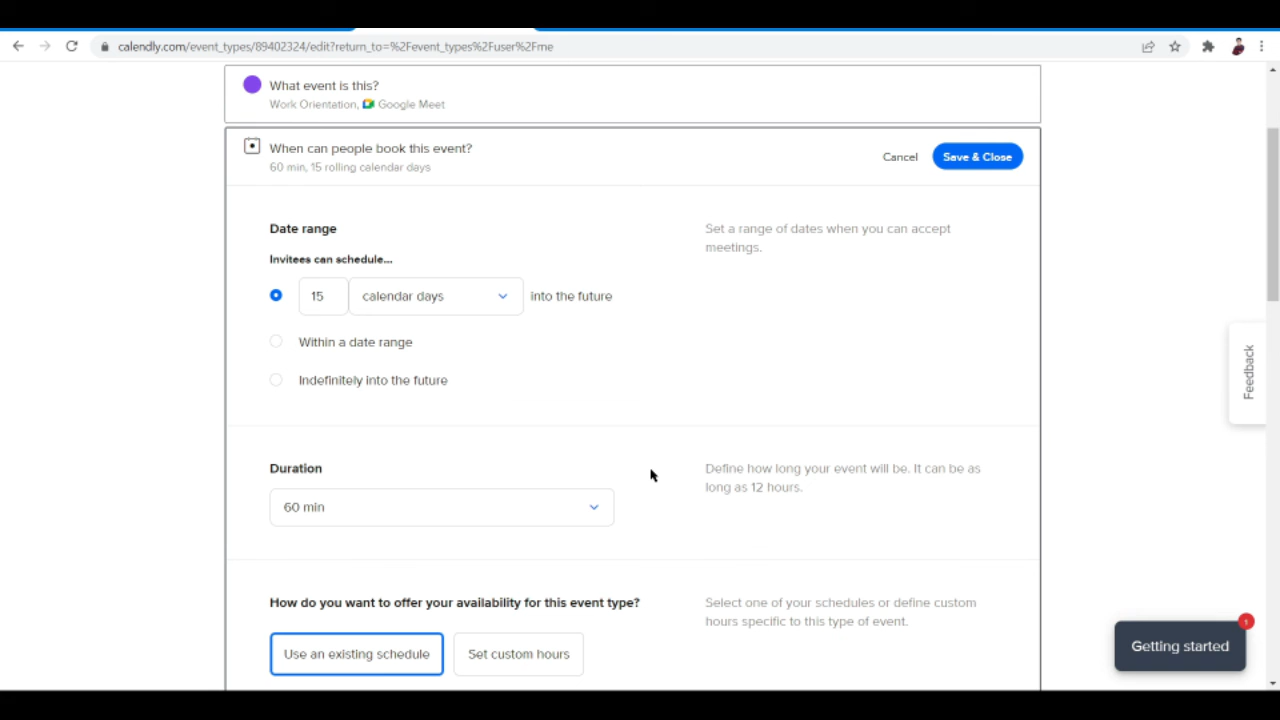 calendly.com/event_types/89402324/edit?return_to=%2Fevent_types%2Fuser%2Fme
What event is this?
Work Orientation, Google Meet
When can people book this event?
60 min, 15 rolling calendar days
Cancel
Save & Close
Date range
Set a range of dates when you can accept
meetings.
Invitees can schedule...
15 calendar days into the future
Within a date range
Indefinitely into the future
Duration
Define how long your event will be. It can be as
long as 12 hours.
60 min
How do you want to offer your availability for this event type?
Select one of your schedules or define custom
hours specific to this type of event.
Use an existing schedule
Set custom hours
Feedback
Getting started
1